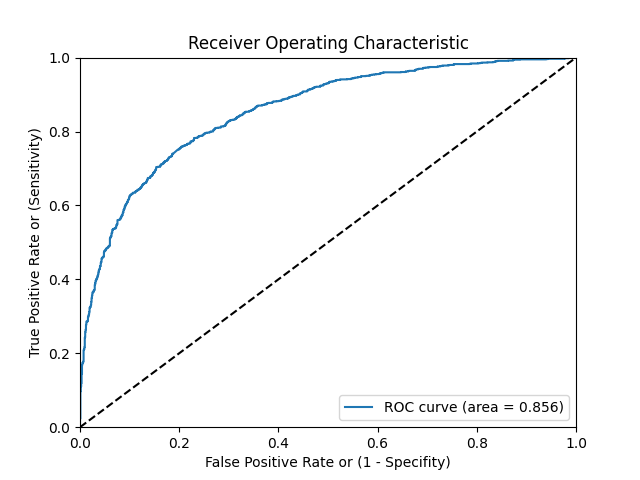 Receiver Operating Characteristic
True Positive Rate or (Sensitivity)
1.0
0.8
0.6
0.4
0.2
0.0
ROC curve (area = 0.856)
0.0 0.2 0.4 0.6 0.8 1.0
False Positive Rate or (1 - Specifity)